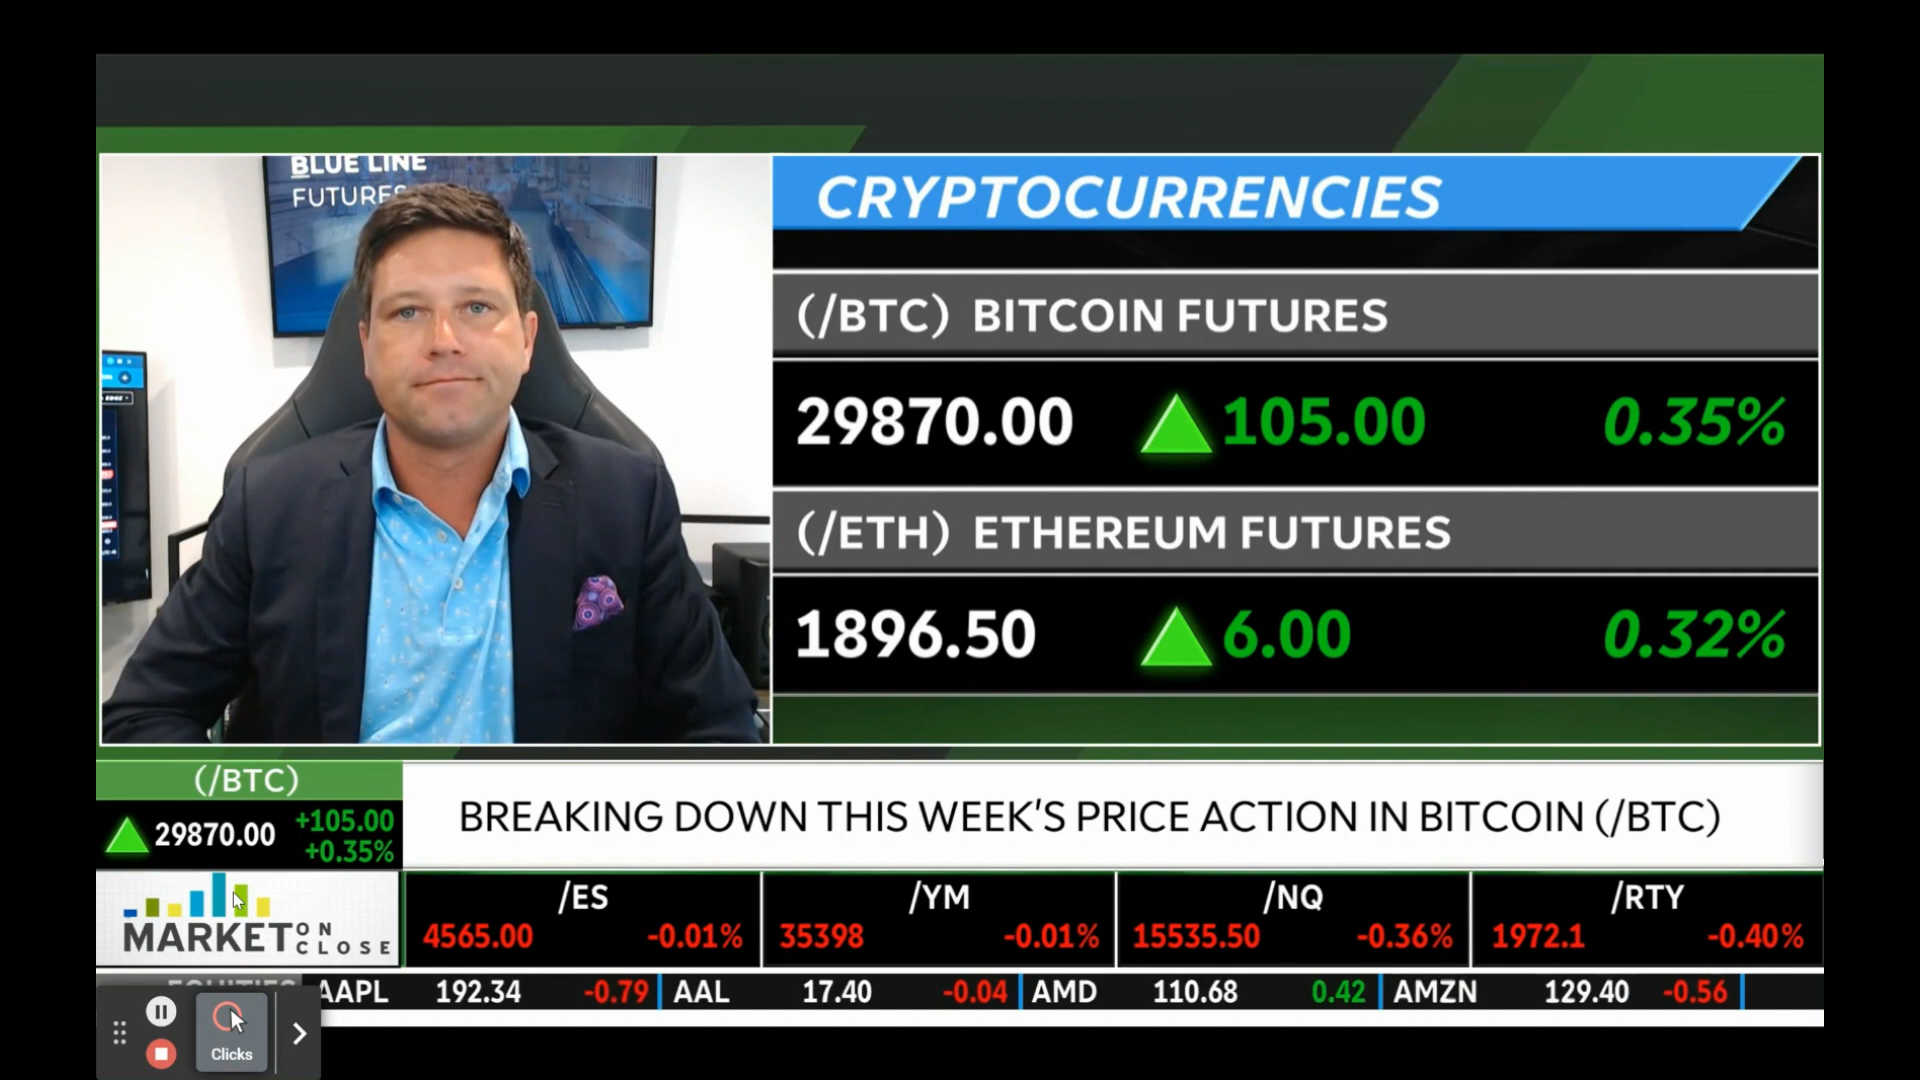 BLUE LINE
FUTURES
CRYPTOCURRENCIES
(/BTC) BITCOIN FUTURES
29870.00 105.00 0.35%
(/ETH) ETHEREUM FUTURES
1896.50 6.00 0.32%
(/BTC)
29870.00 +105.00
+0.35%
BREAKING DOWN THIS WEEK'S PRICE ACTION IN BITCOIN (/BTC)
MARKET ON CLOSE
/ES
4565.00 -0.01%
/YM
35398 -0.01%
/NQ
15535.50 -0.36%
/RTY
1972.1 -0.40%
EQUITIES AAPL 192.34 -0.79 AAL 17.40 -0.04 AMD 110.68 0.42 AMZN 129.40 -0.56
Clicks